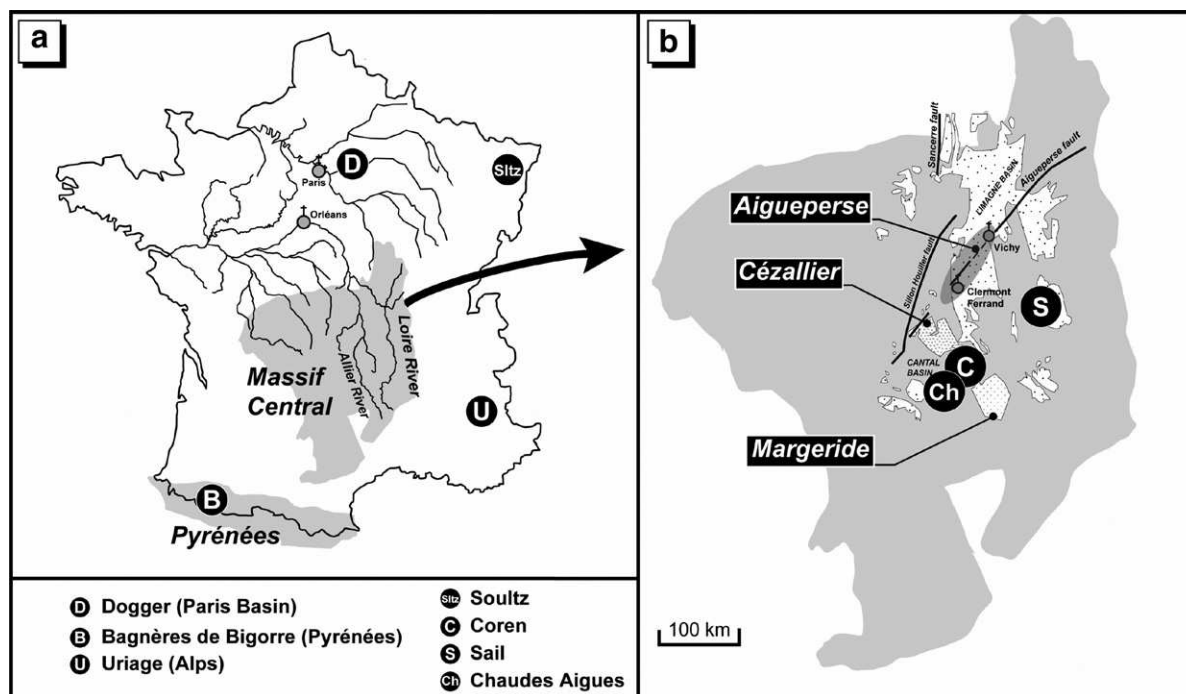 a
D
Paris
Sltz
Orléans
Massif
Central
Allier River
Loire River
U
B
Pyrénées
D Dogger (Paris Basin)
B Bagnères de Bigorre (Pyrénées)
U Uriage (Alps)
Sltz Soultz
C Coren
S Sail
Ch Chaudes Aigues
b
Sancerre fault
LIMAGNE BASIN
Aigueperse fault
Aigueperse
Vichy
Sillon Houiller fault
Cézallier
Clermont
Ferrand
S
CANTAL
BASIN
C
Ch
Margeride
100 km